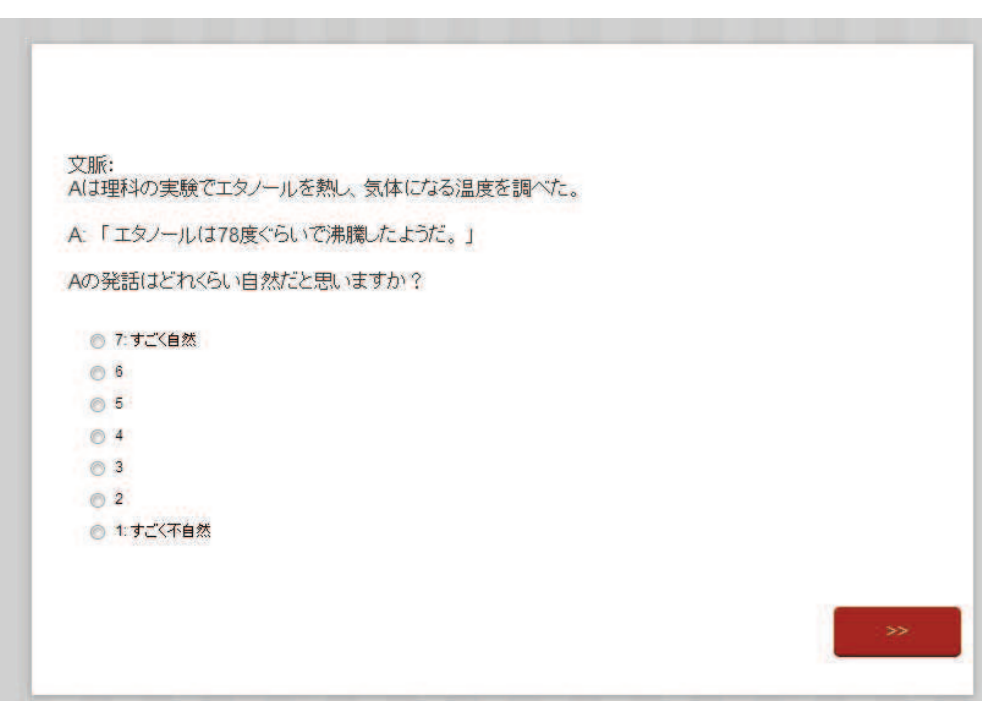 文脈:
Aは理科の実験でエタノールを熱し、気体になる温度を調べた。
A: 「エタノールは78度ぐらいで沸騰したようだ。」
Aの発話はどれくらい自然だと思いますか?
7: すごく自然
6
5
4
3
2
1: すごく不自然
>>